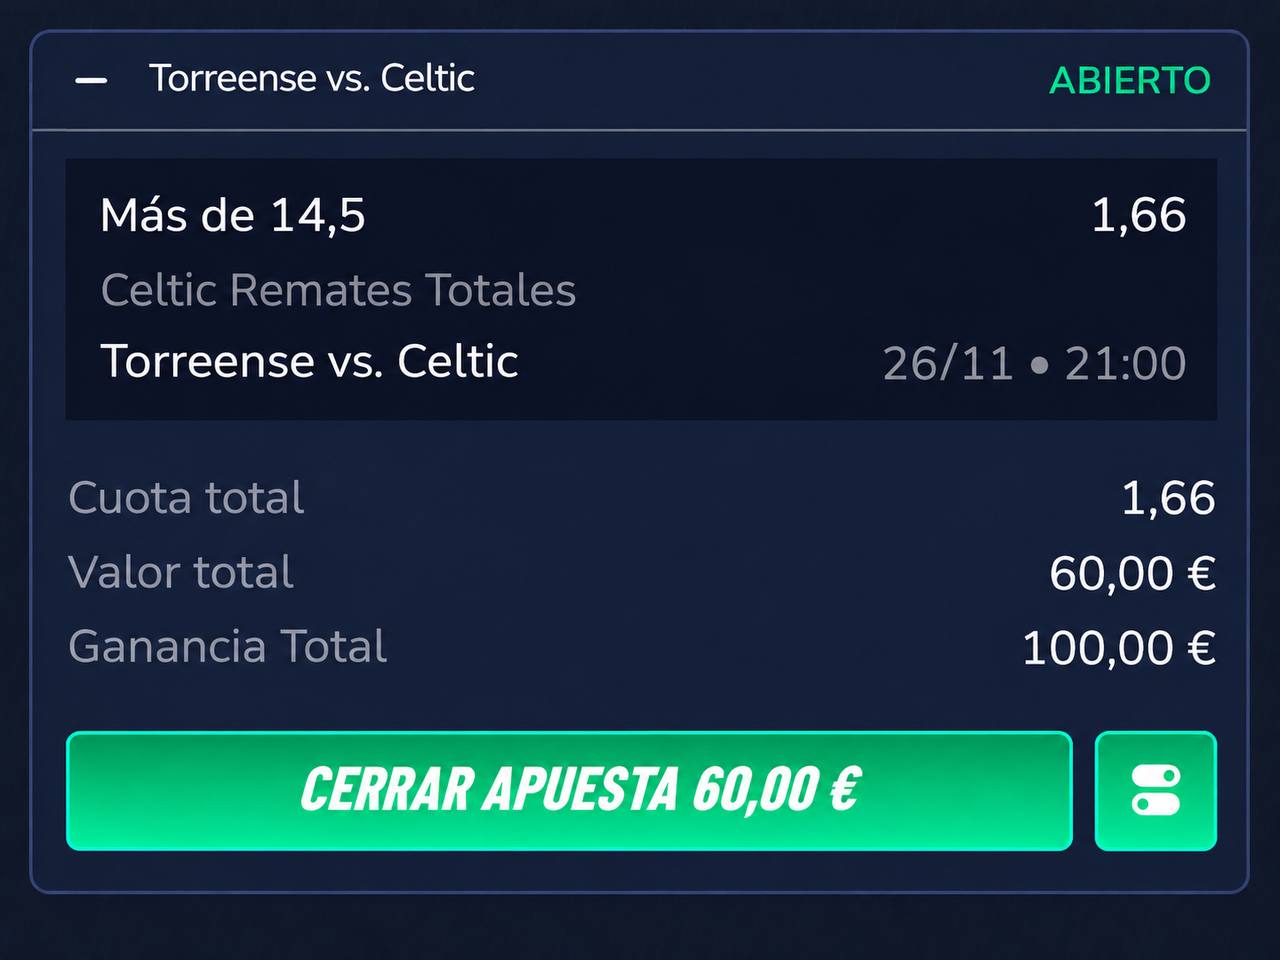 Torreense vs. Celtic ABIERTO
Más de 14,5 1,66
Celtic Remates Totales
Torreense vs. Celtic 26/11 • 21:00
Cuota total 1,66
Valor total 60,00 €
Ganancia Total 100,00 €
CERRAR APUESTA 60,00 €